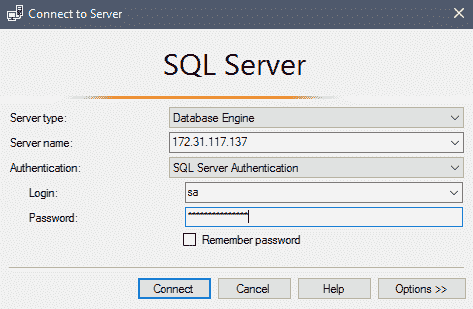 Connect to Server
SQL Server
Server type: Database Engine
Server name: 172.31.117.137
Authentication: SQL Server Authentication
Login: sa
Password: ***************
Remember password
Connect Cancel Help Options >>